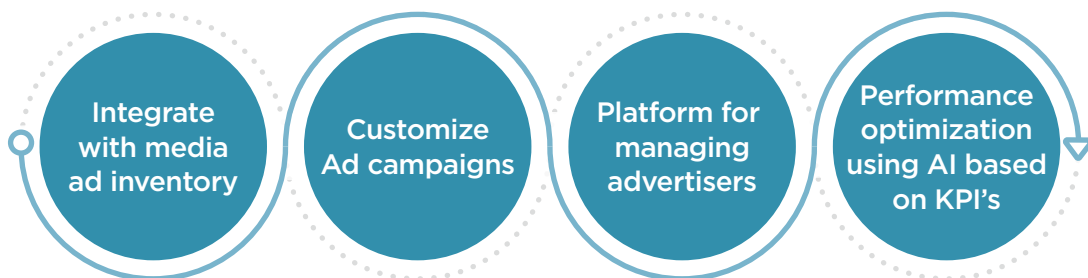 Integrate
with media
ad inventory
Customize
Ad campaigns
Platform for
managing
advertisers
Performance
optimization
using AI based
on KPI's